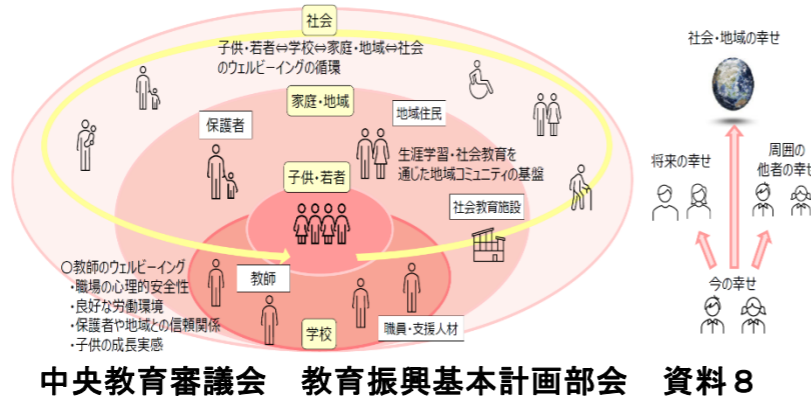 社会
子供・若者⇔学校⇔家庭・地域⇔社会
のウェルビーイングの循環
家庭・地域
保護者
地域住民
生涯学習・社会教育を
通じた地域コミュニティの基盤
子供・若者
社会教育施設
〇教師のウェルビーイング
・職場の心理的安全性
・良好な労働環境
・保護者や地域との信頼関係
・子供の成長実感
教師
職員・支援人材
学校
社会・地域の幸せ
将来の幸せ
周囲の
他者の幸せ
今の幸せ
中央教育審議会 教育振興基本計画部会 資料8